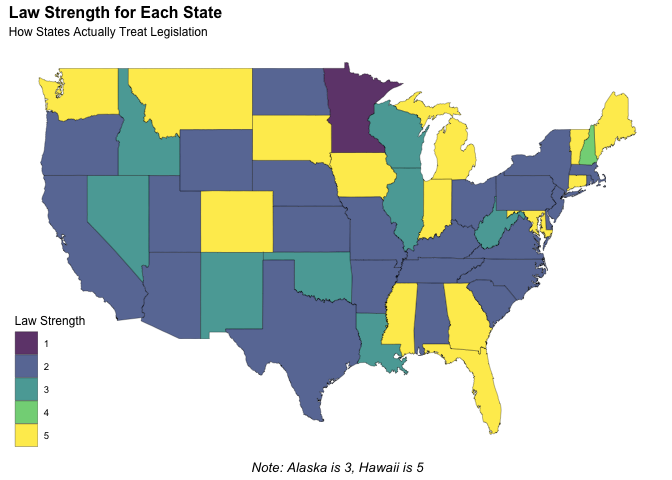 Law Strength for Each State
How States Actually Treat Legislation
Law Strength
1
2
3
4
5
Note: Alaska is 3, Hawaii is 5